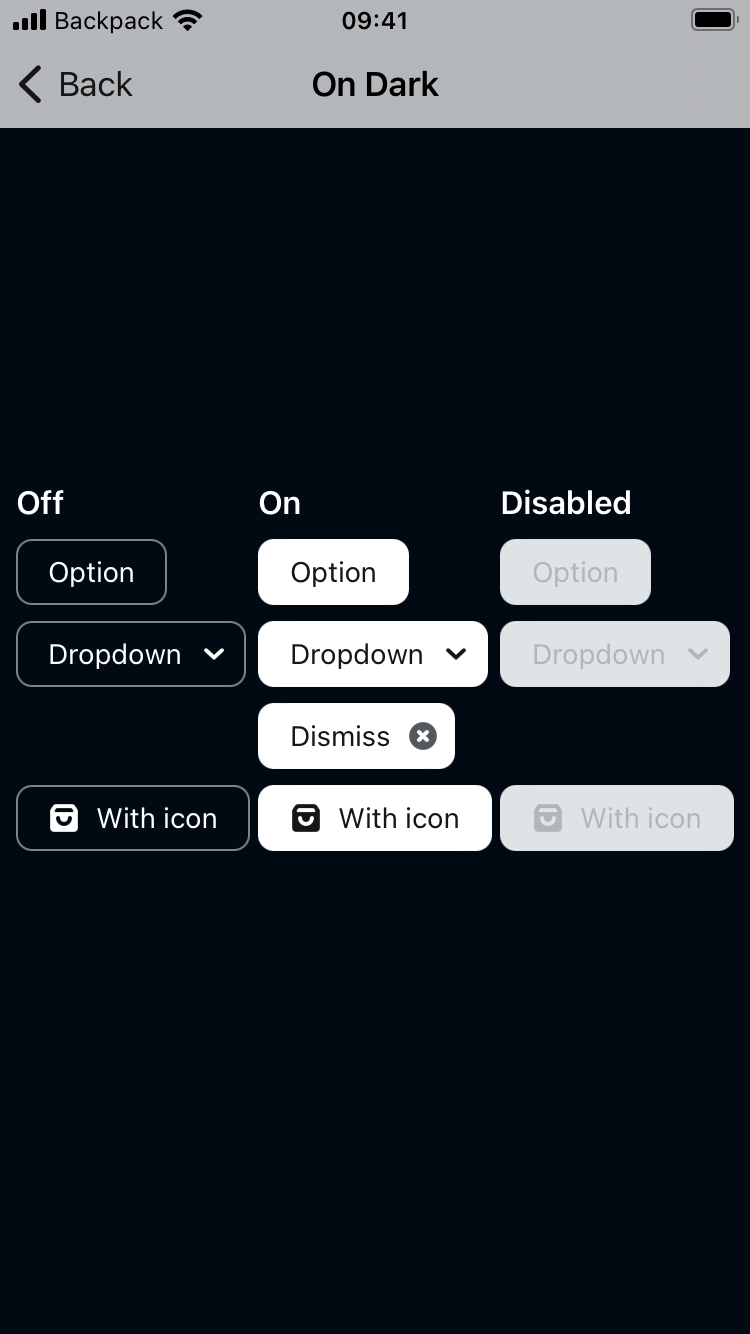 Backpack 09:41
Back On Dark
Off On Disabled
Option Option Option
Dropdown Dropdown Dropdown
Dismiss
With icon With icon With icon